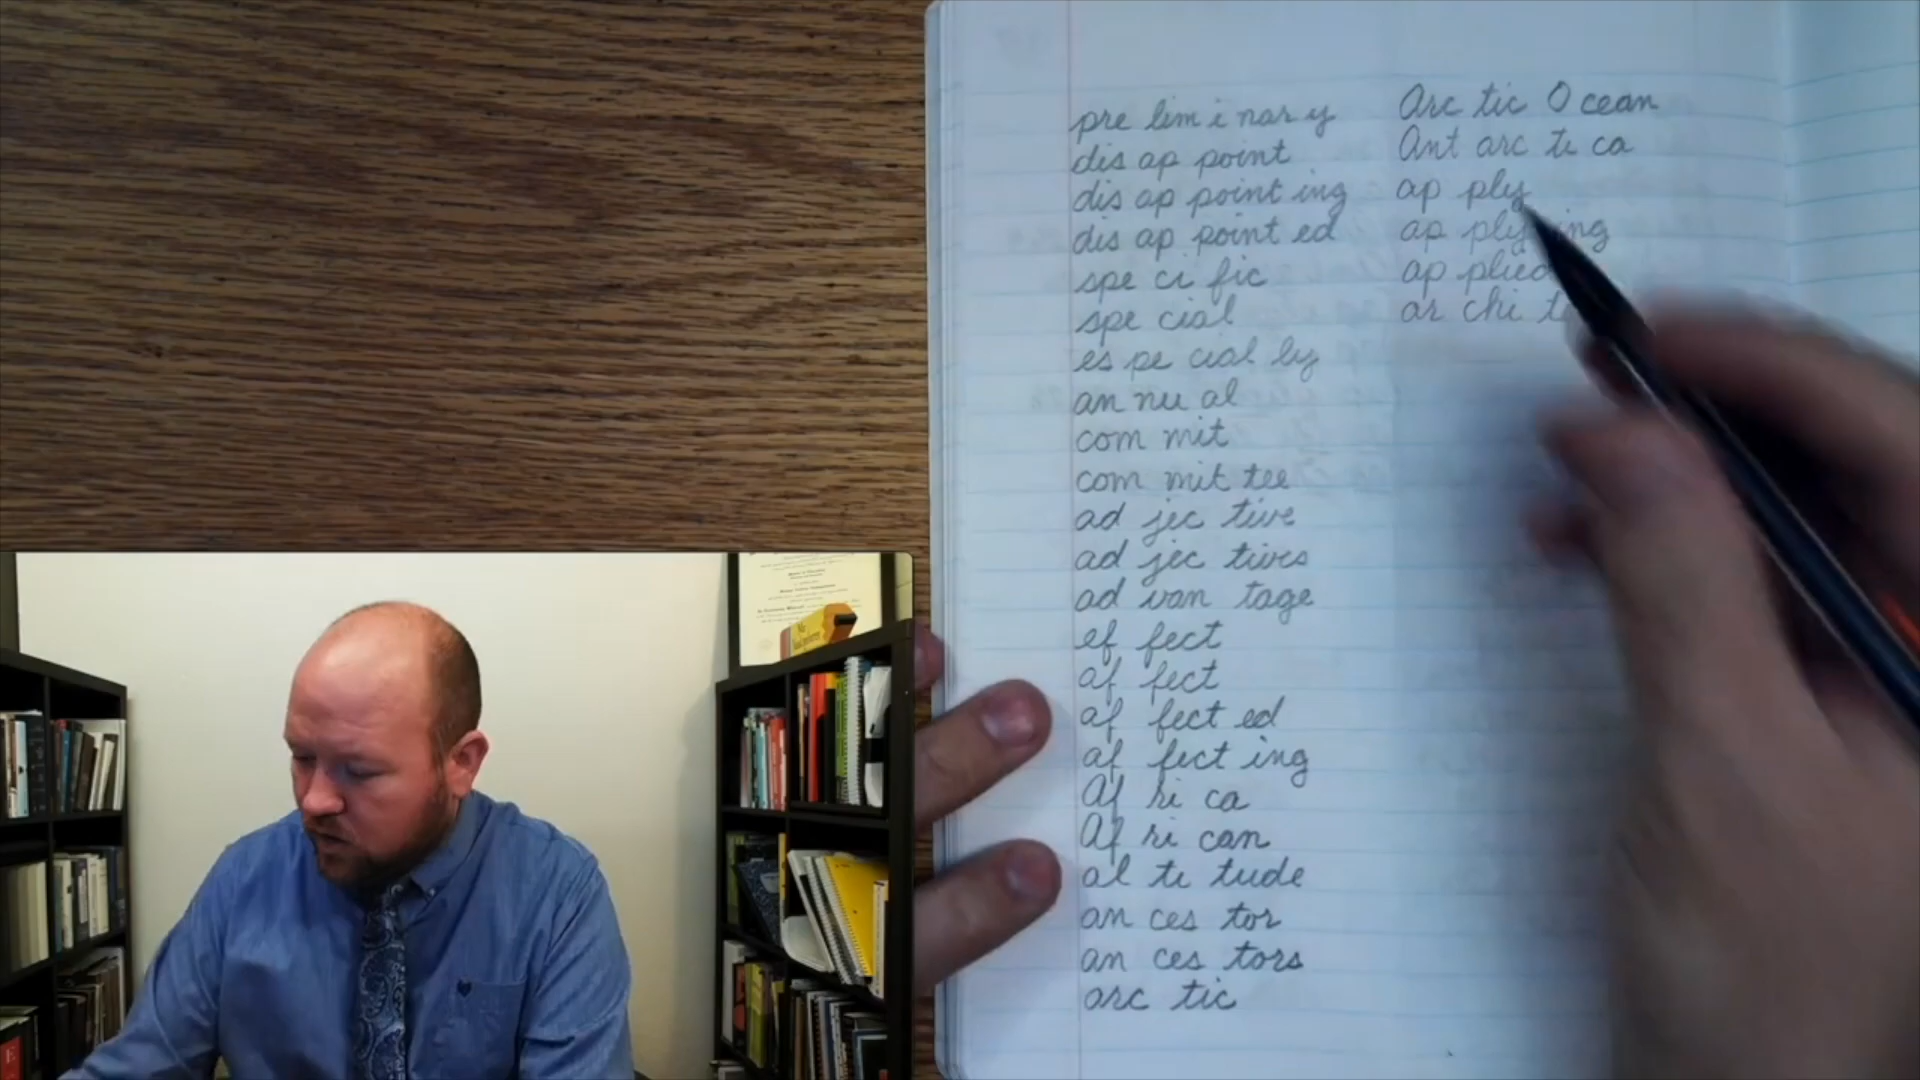 pre lim i nar y
dis ap point
dis ap point ing
dis ap point ed
spe ci fic
spe cial
es pe cial ly
an nu al
com mit
com mit tee
ad jec tive
ad jec tives
ad van tage
ef fect
af fect
af fect ed
af fect ing
Af ri ca
Af ri can
al ti tude
an ces tor
an ces tors
arc tic
Arc tic O cean
Ant arc ti ca
ap ply
ap ply ing
ap plied
ar chi